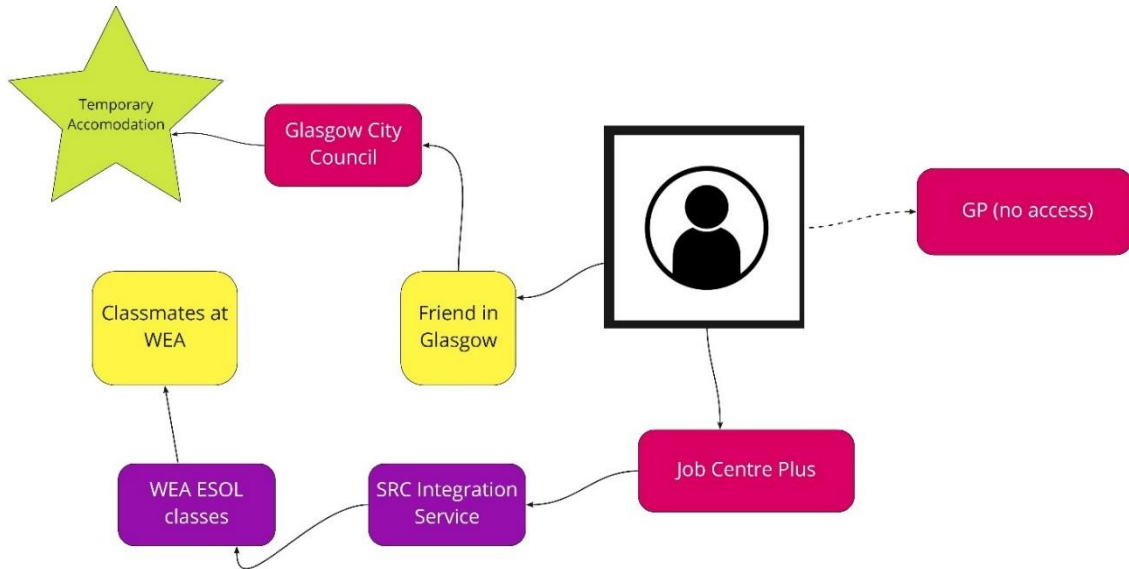 Temporary
Accomodation
Glasgow City
Council
GP (no access)
Classmates at
WEA
Friend in
Glasgow
Job Centre Plus
WEA ESOL
classes
SRC Integration
Service